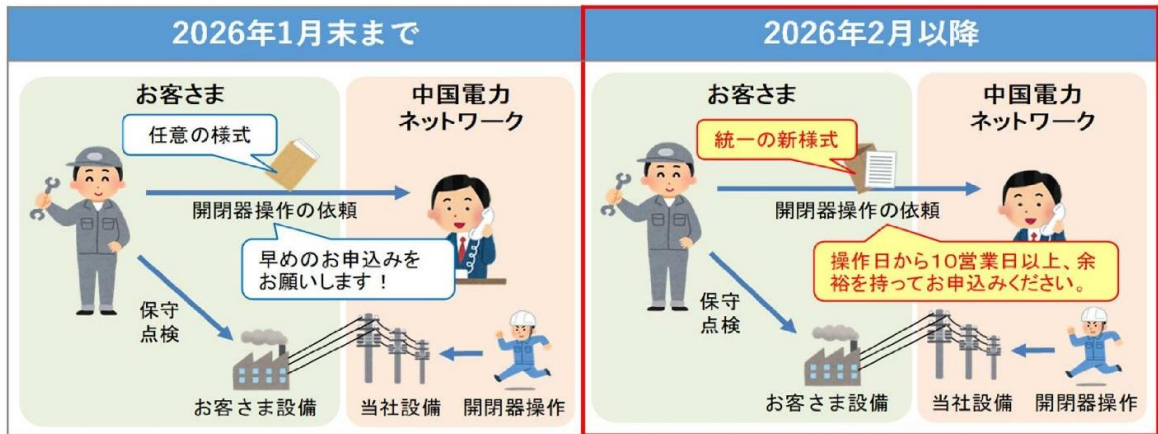 2026年1月末まで
お客さま
中国電力
ネットワーク
任意の様式
開閉器操作の依頼
早めのお申込みを
お願いします！
保守
点検
お客さま設備
当社設備
開閉器操作
2026年2月以降
お客さま
中国電力
ネットワーク
統一の新様式
開閉器操作の依頼
操作日から10営業日以上、余
裕を持ってお申込みください。
保守
点検
お客さま設備
当社設備
開閉器操作